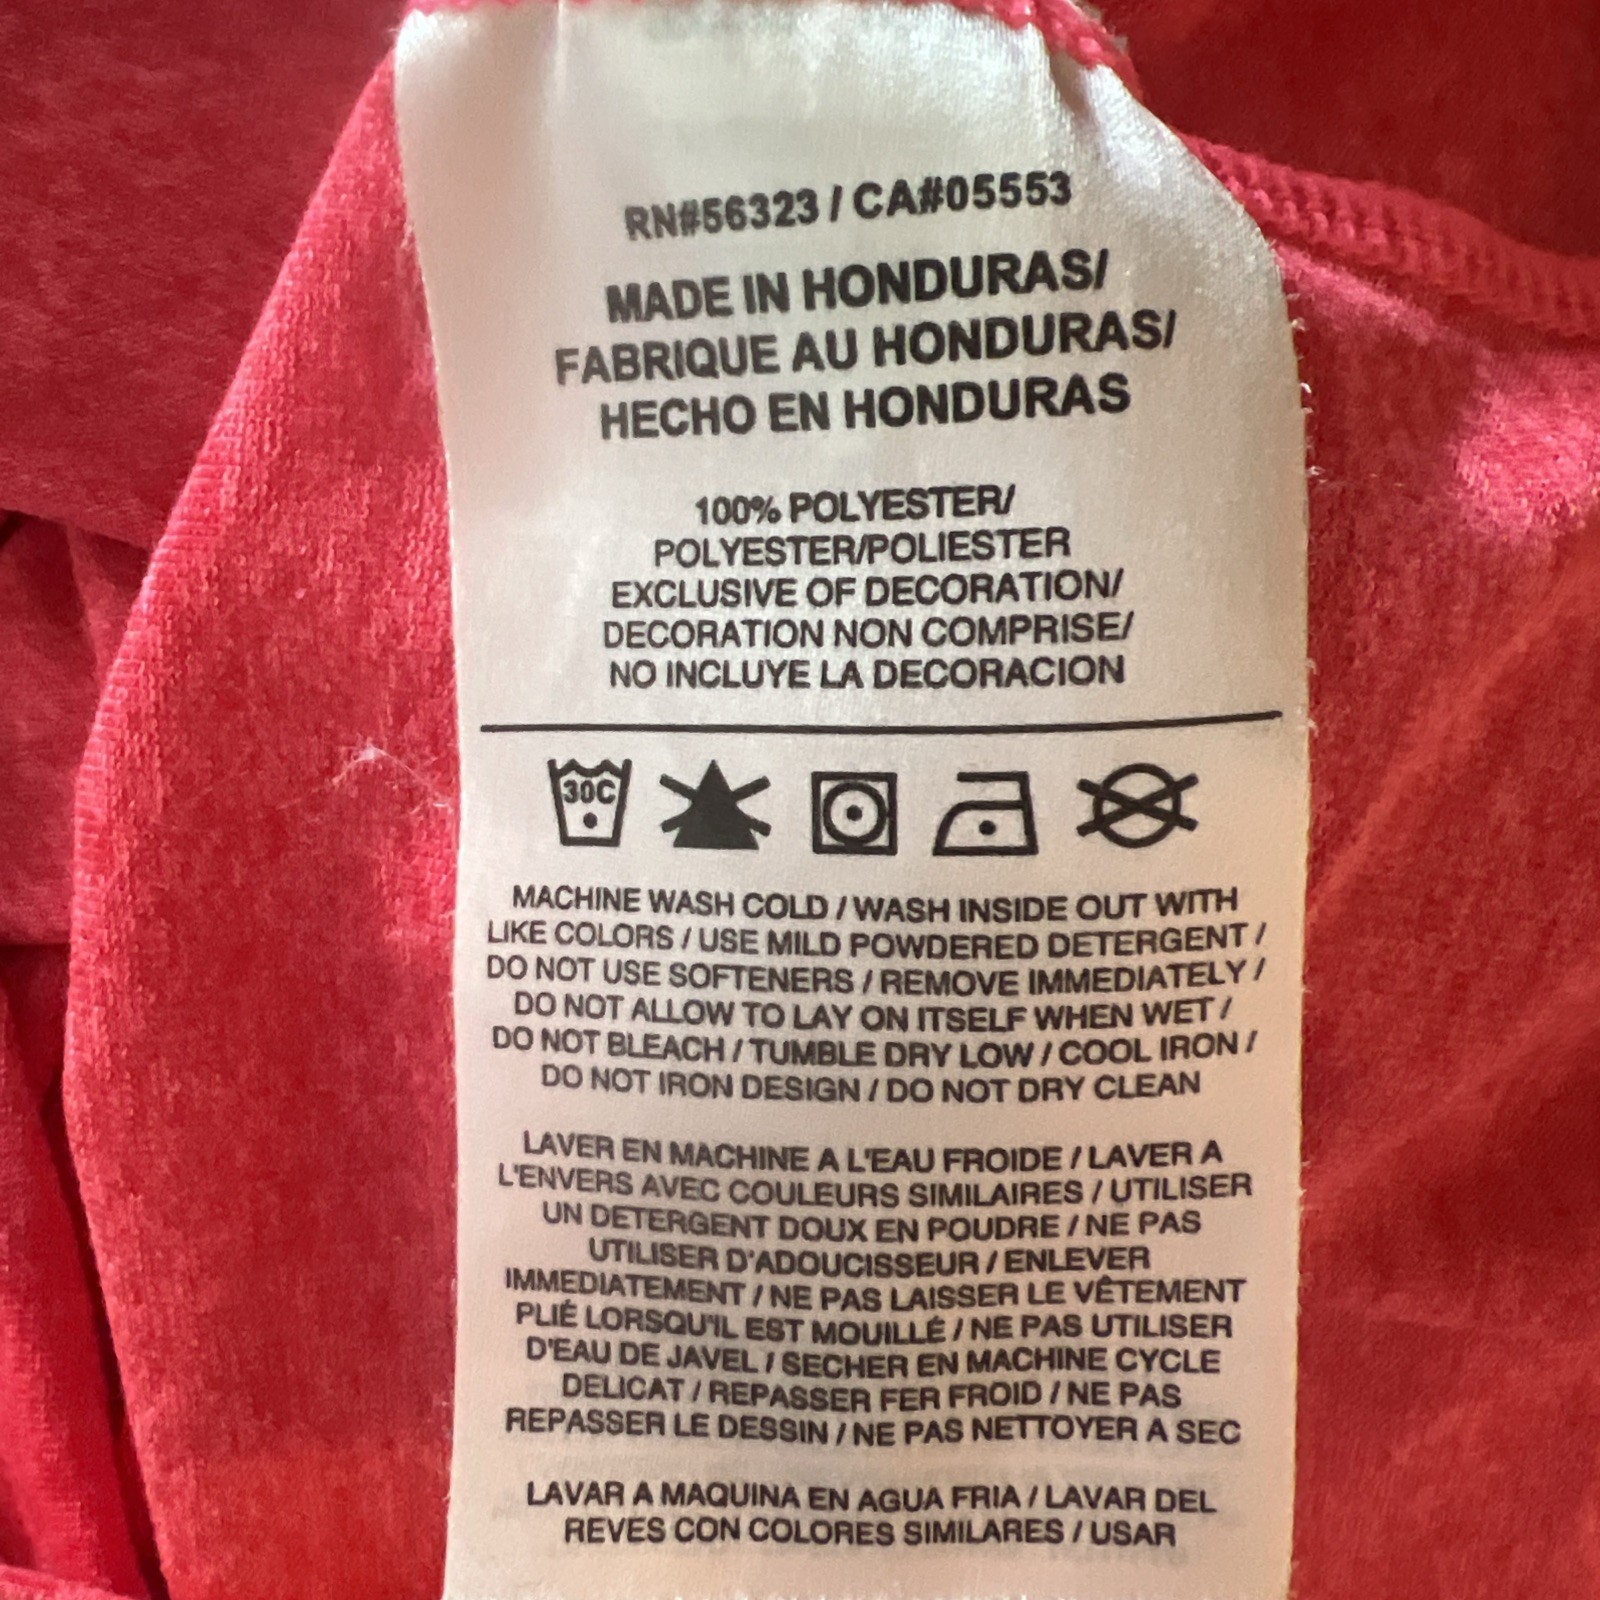 RN#56323 / CA#05553
MADE IN HONDURAS/
FABRIQUE AU HONDURAS/
HECHO EN HONDURAS
100% POLYESTER/
POLYESTER/POLIESTER
EXCLUSIVE OF DECORATION/
DECORATION NON COMPRISE/
NO INCLUYE LA DECORACION
30C
MACHINE WASH COLD / WASH INSIDE OUT WITH
LIKE COLORS / USE MILD POWDERED DETERGENT /
DO NOT USE SOFTENERS / REMOVE IMMEDIATELY /
DO NOT ALLOW TO LAY ON ITSELF WHEN WET /
DO NOT BLEACH / TUMBLE DRY LOW / COOL IRON /
DO NOT IRON DESIGN / DO NOT DRY CLEAN
LAVER EN MACHINE A L'EAU FROIDE / LAVER A
L'ENVERS AVEC COULEURS SIMILAIRES / UTILISER
UN DETERGENT DOUX EN POUDRE / NE PAS
UTILISER D'ADOUCISSEUR / ENLEVER
IMMEDIATEMENT / NE PAS LAISSER LE VÊTEMENT
PLIÉ LORSQU'IL EST MOUILLÉ / NE PAS UTILISER
D'EAU DE JAVEL / SECHER EN MACHINE CYCLE
DELICAT / REPASSER FER FROID / NE PAS
REPASSER LE DESSIN / NE PAS NETTOYER A SEC
LAVAR A MAQUINA EN AGUA FRIA / LAVAR DEL
REVES CON COLORES SIMILARES / USAR